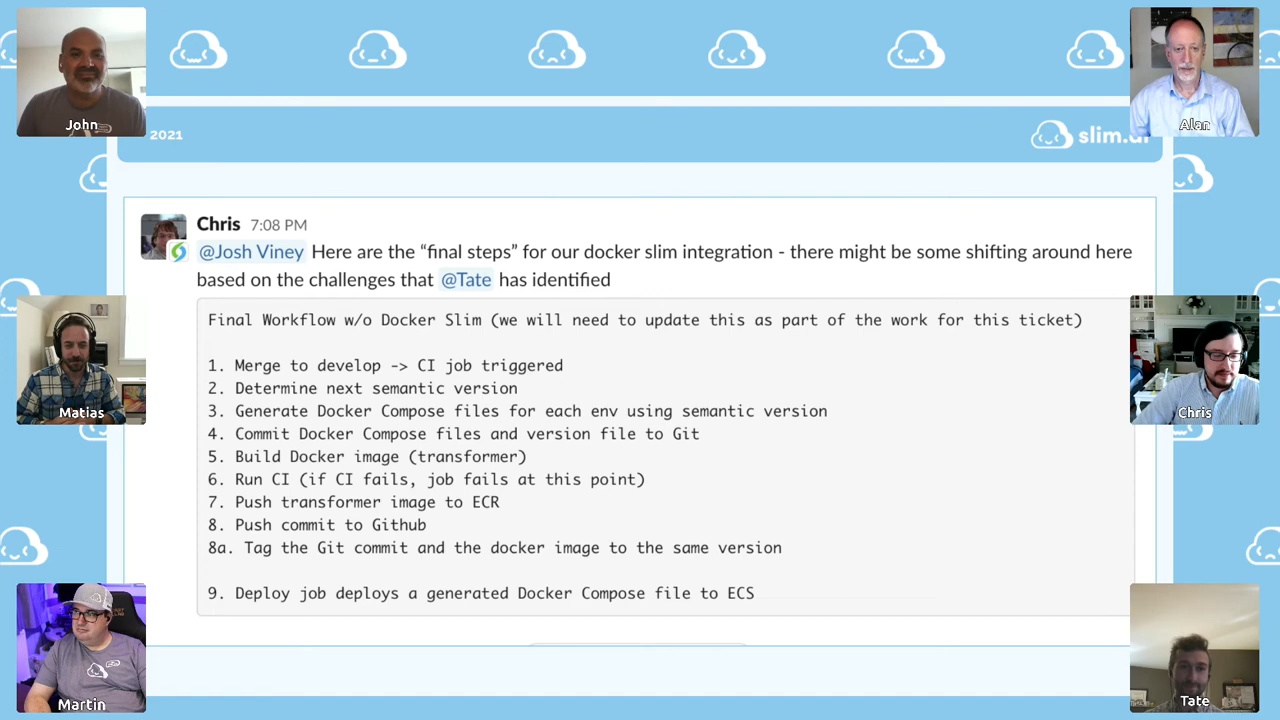 John
Alan
2021
slim.ai
Chris 7:08 PM
@Josh Viney Here are the “final steps” for our docker slim integration - there might be some shifting around here
based on the challenges that @Tate has identified
Final Workflow w/o Docker Slim (we will need to update this as part of the work for this ticket)
1. Merge to develop -> CI job triggered
2. Determine next semantic version
3. Generate Docker Compose files for each env using semantic version
4. Commit Docker Compose files and version file to Git
5. Build Docker image (transformer)
6. Run CI (if CI fails, job fails at this point)
7. Push transformer image to ECR
8. Push commit to Github
8a. Tag the Git commit and the docker image to the same version
9. Deploy job deploys a generated Docker Compose file to ECS
Matias
Chris
Martin
Tate